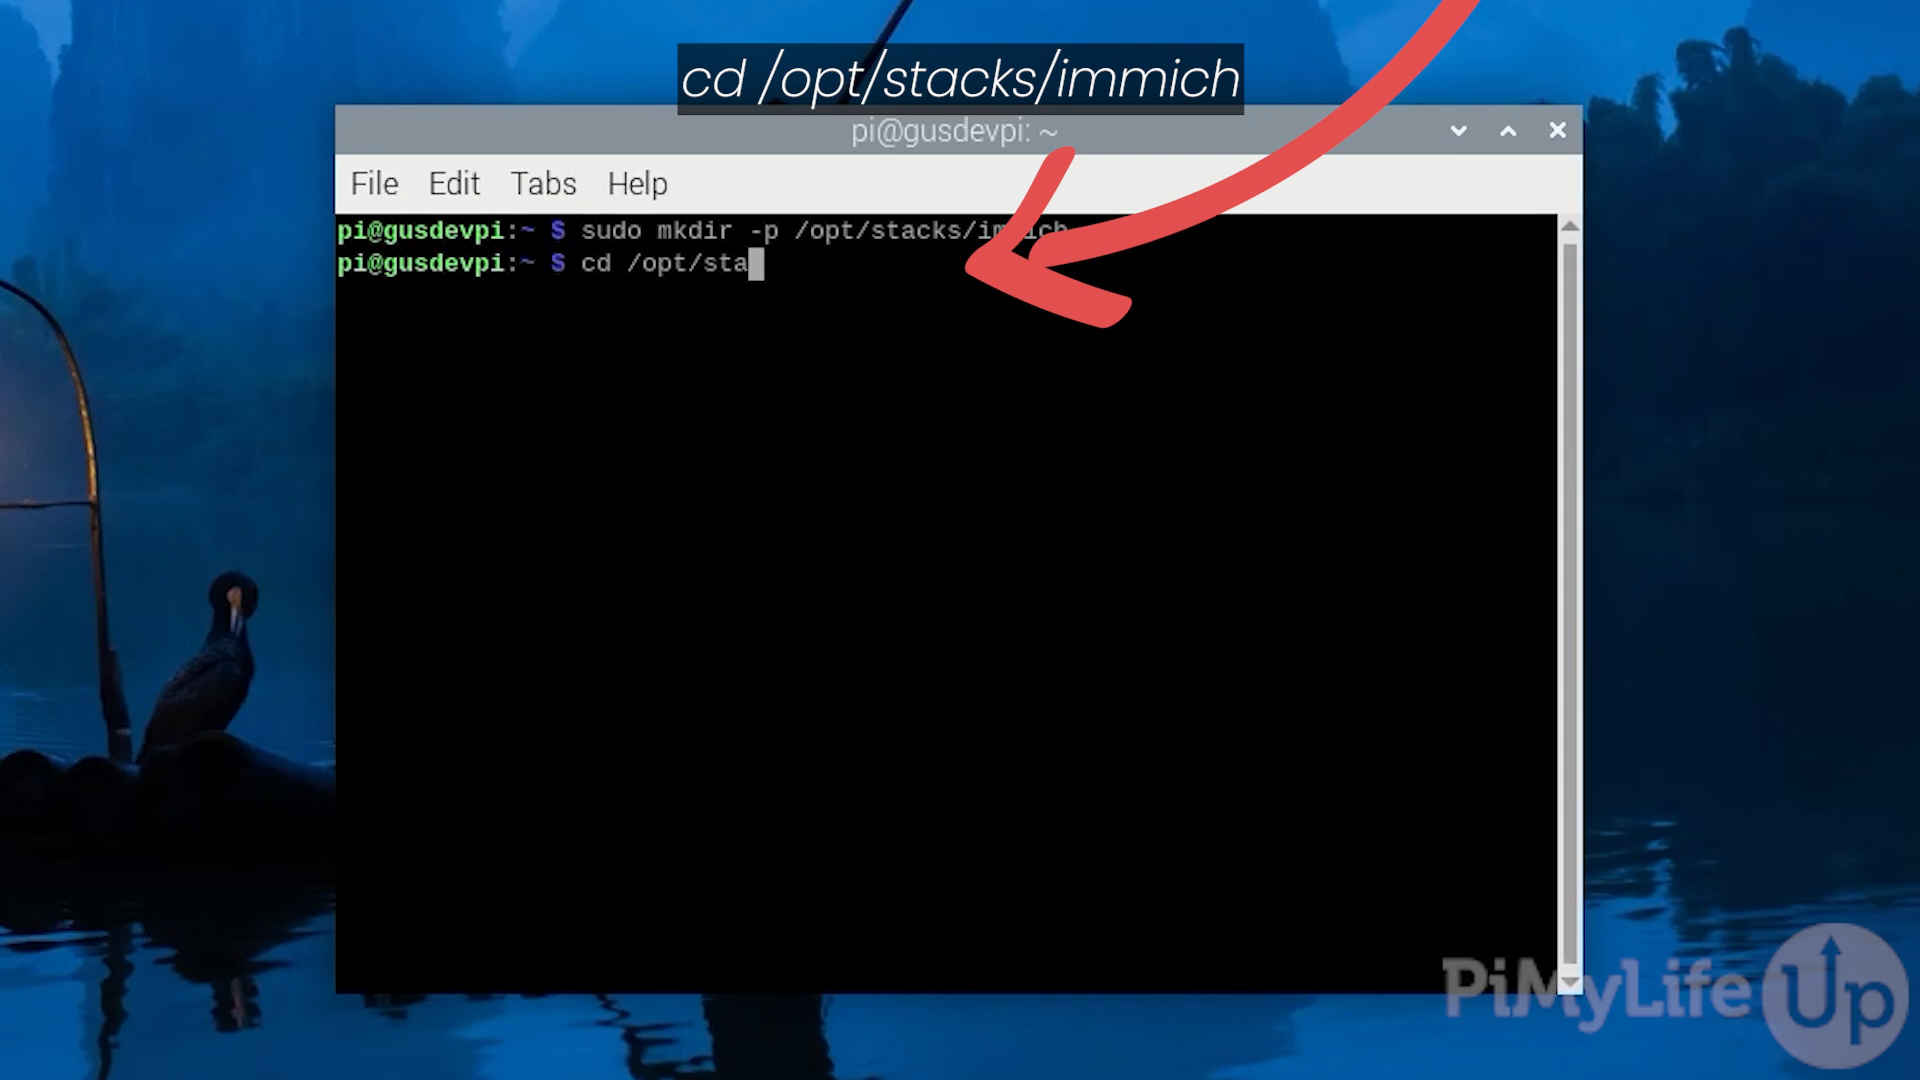 cd /opt/stacks/immich
pi@gusdevpi: ~
File Edit Tabs Help
pi@gusdevpi:~ $ sudo mkdir -p /opt/stacks/immich
pi@gusdevpi:~ $ cd /opt/sta
PiMyLifeUp